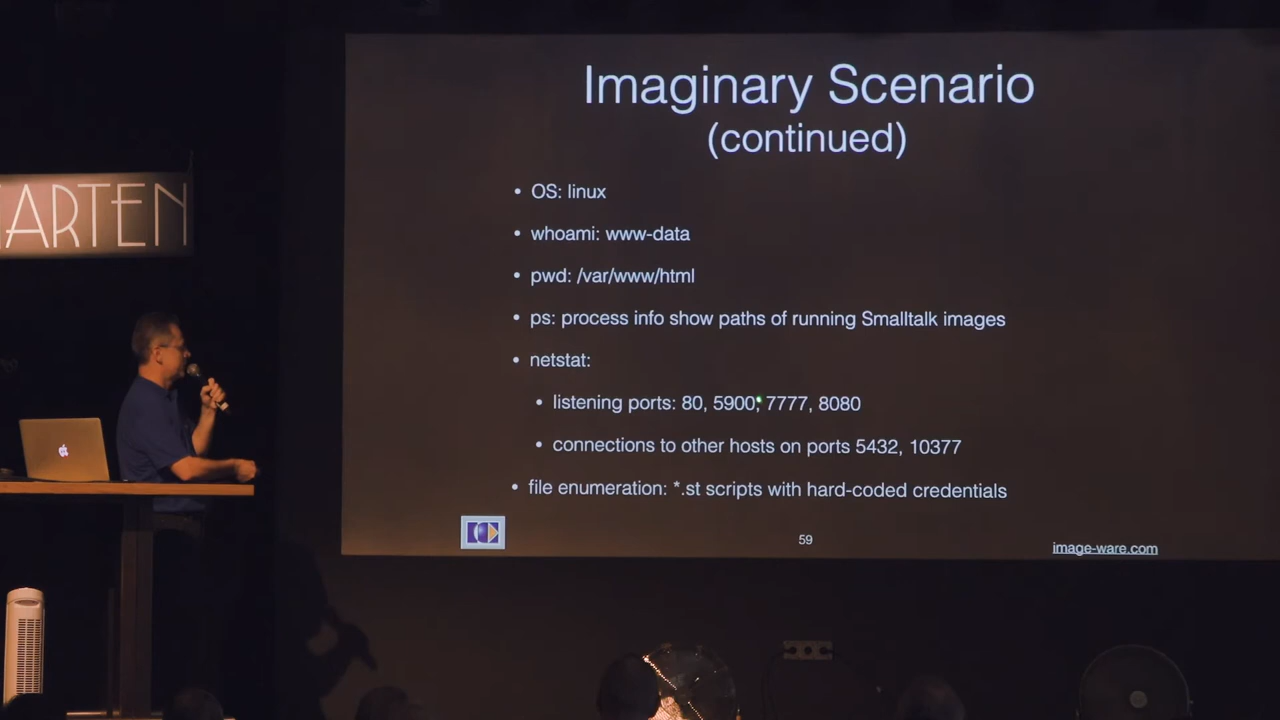 Imaginary Scenario
(continued)
ARTEN
• OS: linux
• whoami: www-data
• pwd: /var/www/html
• ps: process info show paths of running Smalltalk images
• netstat:
• listening ports: 80, 5900, 7777, 8080
• connections to other hosts on ports 5432, 10377
• file enumeration: *.st scripts with hard-coded credentials
59
image-ware.com